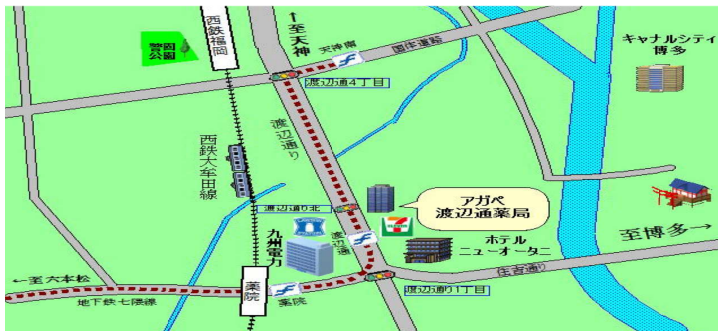 西鉄福岡
警固
公園
↑至天神
天神南
国体道路
キャナルシティ
博多
渡辺通4丁目
渡辺通り
西鉄大牟田線
アガペ
渡辺通薬局
渡辺通り北
九州電力
渡辺通
ホテル
ニューオータニ
至博多→
住吉通り
←至六本松
薬院
薬院
地下鉄七隈線
渡辺通り1丁目